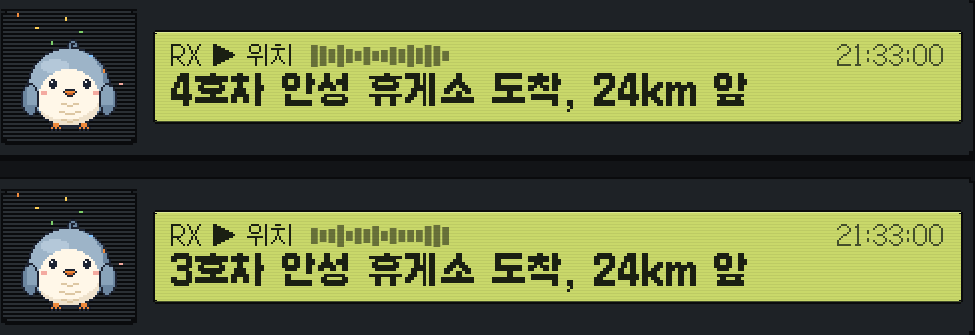 RX ▶ 위치 21:33:00
4호차 안성 휴게소 도착, 24km 앞
RX ▶ 위치 21:33:00
3호차 안성 휴게소 도착, 24km 앞